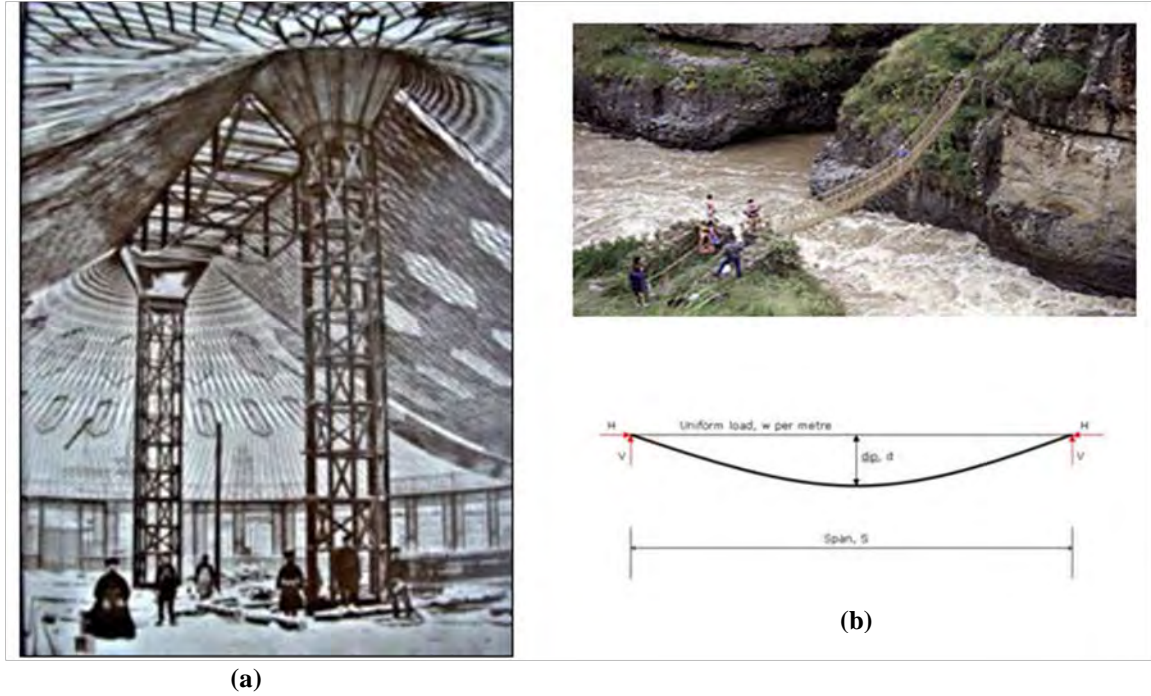 H
Uniform load, w per metre
H
V
dip, d
V
Span, S
(b)
(a)